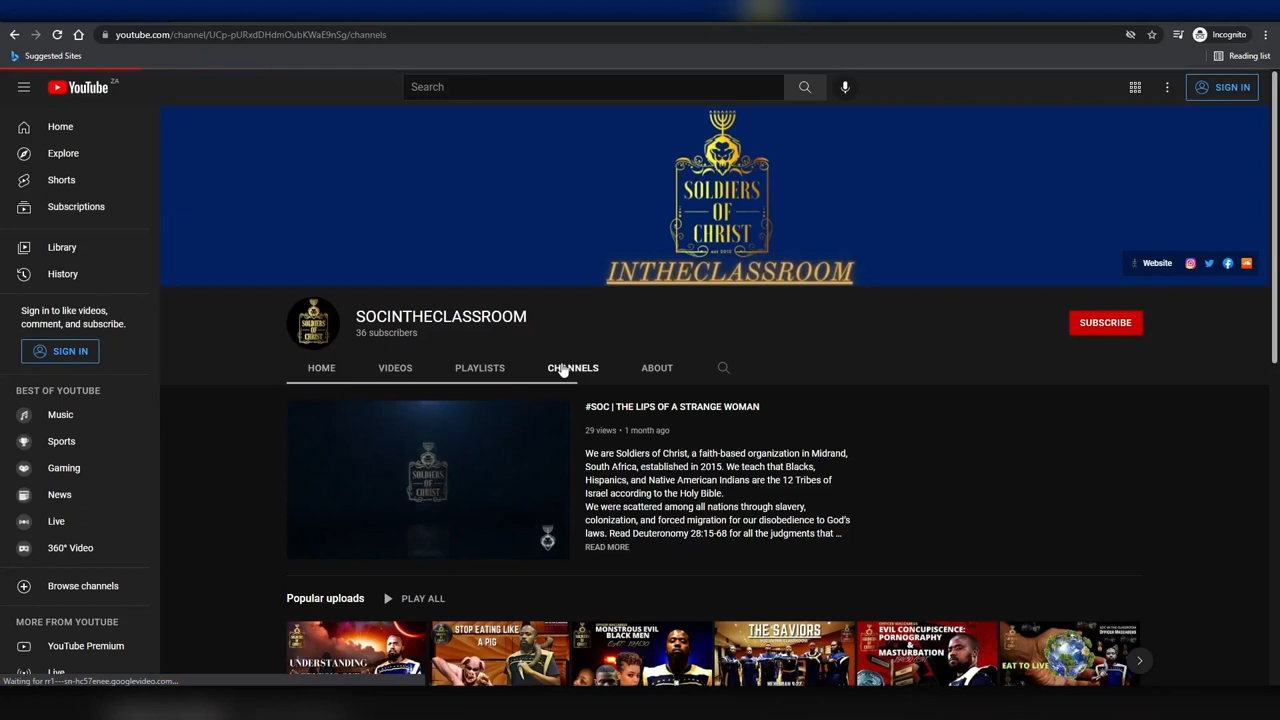 youtube.com/channel/UCp-pURxdDHdmOubKWaE9nSg/channels
Incognito
Suggested Sites
Reading list
YouTube ZA
Search
SIGN IN
Home
Explore
Shorts
Subscriptions
Library
History
Sign in to like videos,
comment, and subscribe.
SIGN IN
BEST OF YOUTUBE
Music
Sports
Gaming
News
Live
360° Video
Browse channels
MORE FROM YOUTUBE
YouTube Premium
Live
SOLDIERS
OF
CHRIST
est 2015
INTHECLASSROOM
Website
SOLDIERS
OF
CHRIST
SOCINTHECLASSROOM
36 subscribers
SUBSCRIBE
HOME
VIDEOS
PLAYLISTS
CHANNELS
ABOUT
SOLDIERS
OF
CHRIST
#SOC | THE LIPS OF A STRANGE WOMAN
29 views • 1 month ago
We are Soldiers of Christ, a faith-based organization in Midrand,
South Africa, established in 2015. We teach that Blacks,
Hispanics, and Native American Indians are the 12 Tribes of
Israel according to the Holy Bible.
We were scattered among all nations through slavery,
colonization, and forced migration for our disobedience to God's
laws. Read Deuteronomy 28:15-68 for all the judgments that ...
READ MORE
Popular uploads
PLAY ALL
UNDERSTANDING
STOP EATING LIKE
A PIG
MONSTROUS EVIL
BLACK MEN
THE SAVIORS
EVIL CONCUPISCENCE:
PORNOGRAPHY
&
MASTURBATION
EAT TO LIVE
Waiting for rr1---sn-hc57enee.googlevideo.com...